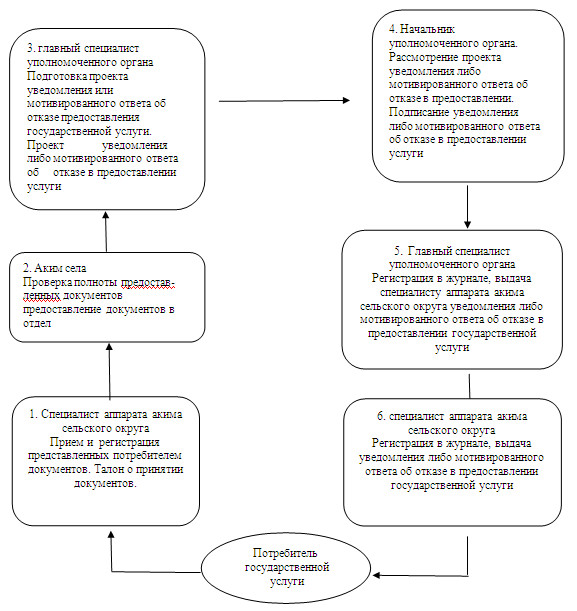 3. главный специалист
уполномоченного органа
Подготовка проекта
уведомления или
мотивированного ответа об
отказе предоставления
государственной услуги.
Проект уведомления
либо мотивированного ответа
об отказе в предоставлении
услуги
4. Начальник
уполномоченного органа.
Рассмотрение проекта
уведомления либо
мотивированного ответа об
отказе в предоставлении.
Подписание уведомления
либо мотивированного ответа
об отказе в предоставлении
услуги
2. Аким села
Проверка полноты предостав-
ленных документов
предоставление документов в
отдел
5. Главный специалист
уполномоченного органа
Регистрация в журнале, выдача
специалисту аппарата акима
сельского округа уведомления либо
мотивированного ответа об отказе в
предоставлении государственной
услуги
1. Специалист аппарата акима
сельского округа
Прием и регистрация
представленных потребителем
документов. Талон о принятии
документов.
6. специалист аппарата акима
сельского округа
Регистрация в журнале, выдача
уведомления либо мотивированного
ответа об отказе в предоставлении
государственной услуги
Потребитель
государственной
услуги